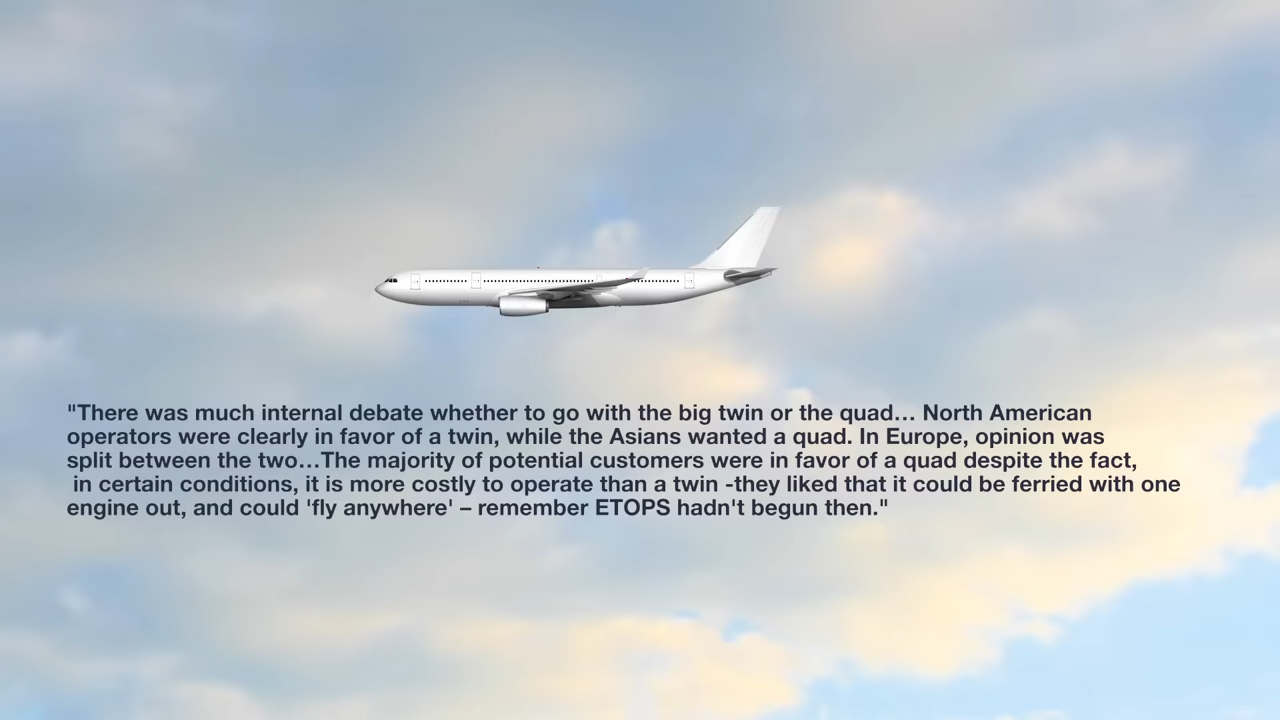 "There was much internal debate whether to go with the big twin or the quad… North American
operators were clearly in favor of a twin, while the Asians wanted a quad. In Europe, opinion was
split between the two…The majority of potential customers were in favor of a quad despite the fact,
in certain conditions, it is more costly to operate than a twin -they liked that it could be ferried with one
engine out, and could 'fly anywhere' – remember ETOPS hadn't begun then."